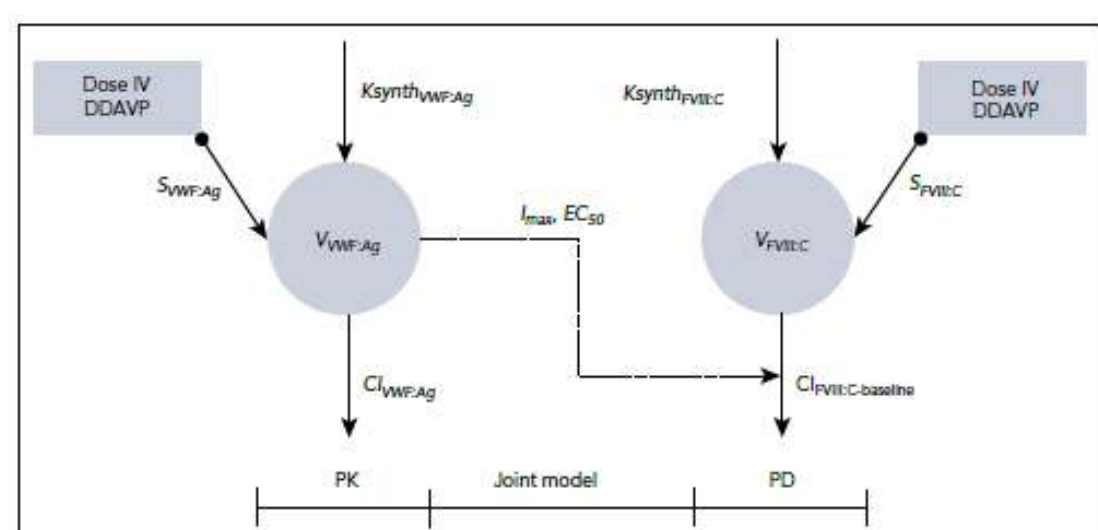 Dose IV
DDAVP
Ksynth_VWF:Ag
Ksynth_FVIII:C
Dose IV
DDAVP
S_VWF:Ag
S_FVIII:C
I_max, EC_50
V_VWF:Ag
V_FVIII:C
Cl_VWF:Ag
Cl_FVIII:C-baseline
PK
Joint model
PD